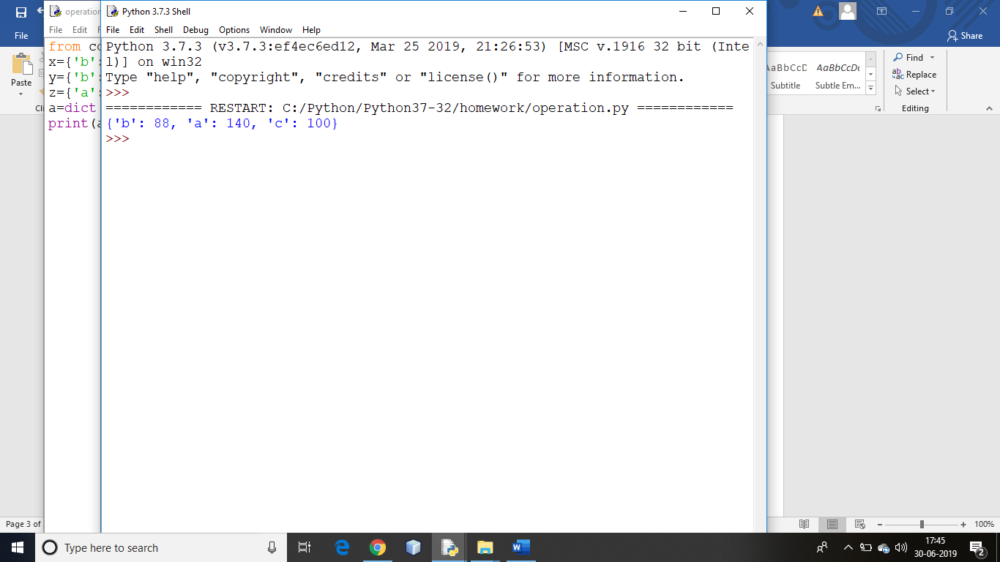 operation
Python 3.7.3 Shell
File
File Edit
File Edit Shell Debug Options Window Help
Share
from
x={'b'
y={'b':
z={'a'
a=dict
print(
Python 3.7.3 (v3.7.3:ef4ec6ed12, Mar 25 2019, 21:26:53) [MSC v.1916 32 bit (Inte
l)] on win32
Type "help", "copyright", "credits" or "license()" for more information.
>>>
============ RESTART: C:/Python/Python37-32/homework/operation.py ============
{'b': 88, 'a': 140, 'c': 100}
>>>
Paste
AaBbCcD AaBbCcDd
Subtitle Subtle Em...
Find
Replace
Select
Editing
Page 3 of
100%
Type here to search
17:45
30-06-2019
2